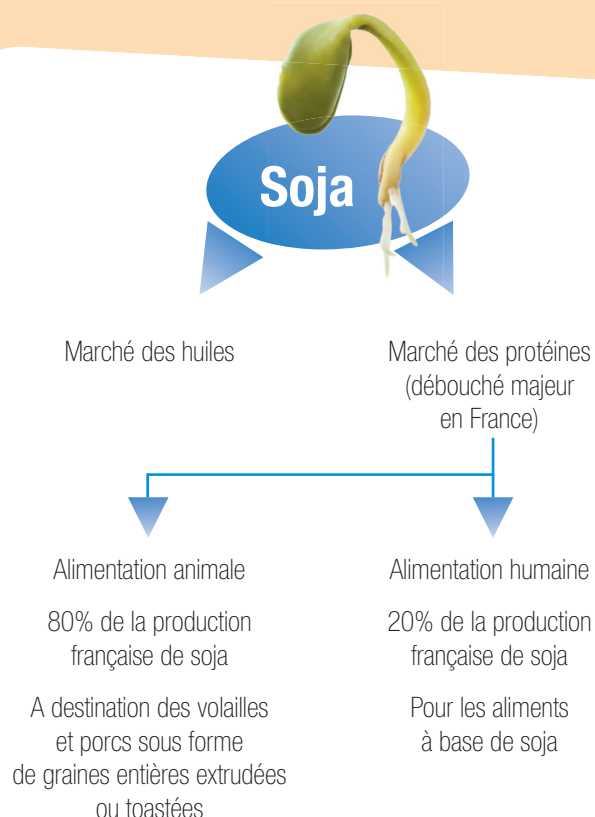 Soja
Marché des huiles
Marché des protéines
(débouché majeur
en France)
Alimentation animale
80% de la production
française de soja
A destination des volailles
et porcs sous forme
de graines entières extrudées
ou toastées
Alimentation humaine
20% de la production
française de soja
Pour les aliments
à base de soja